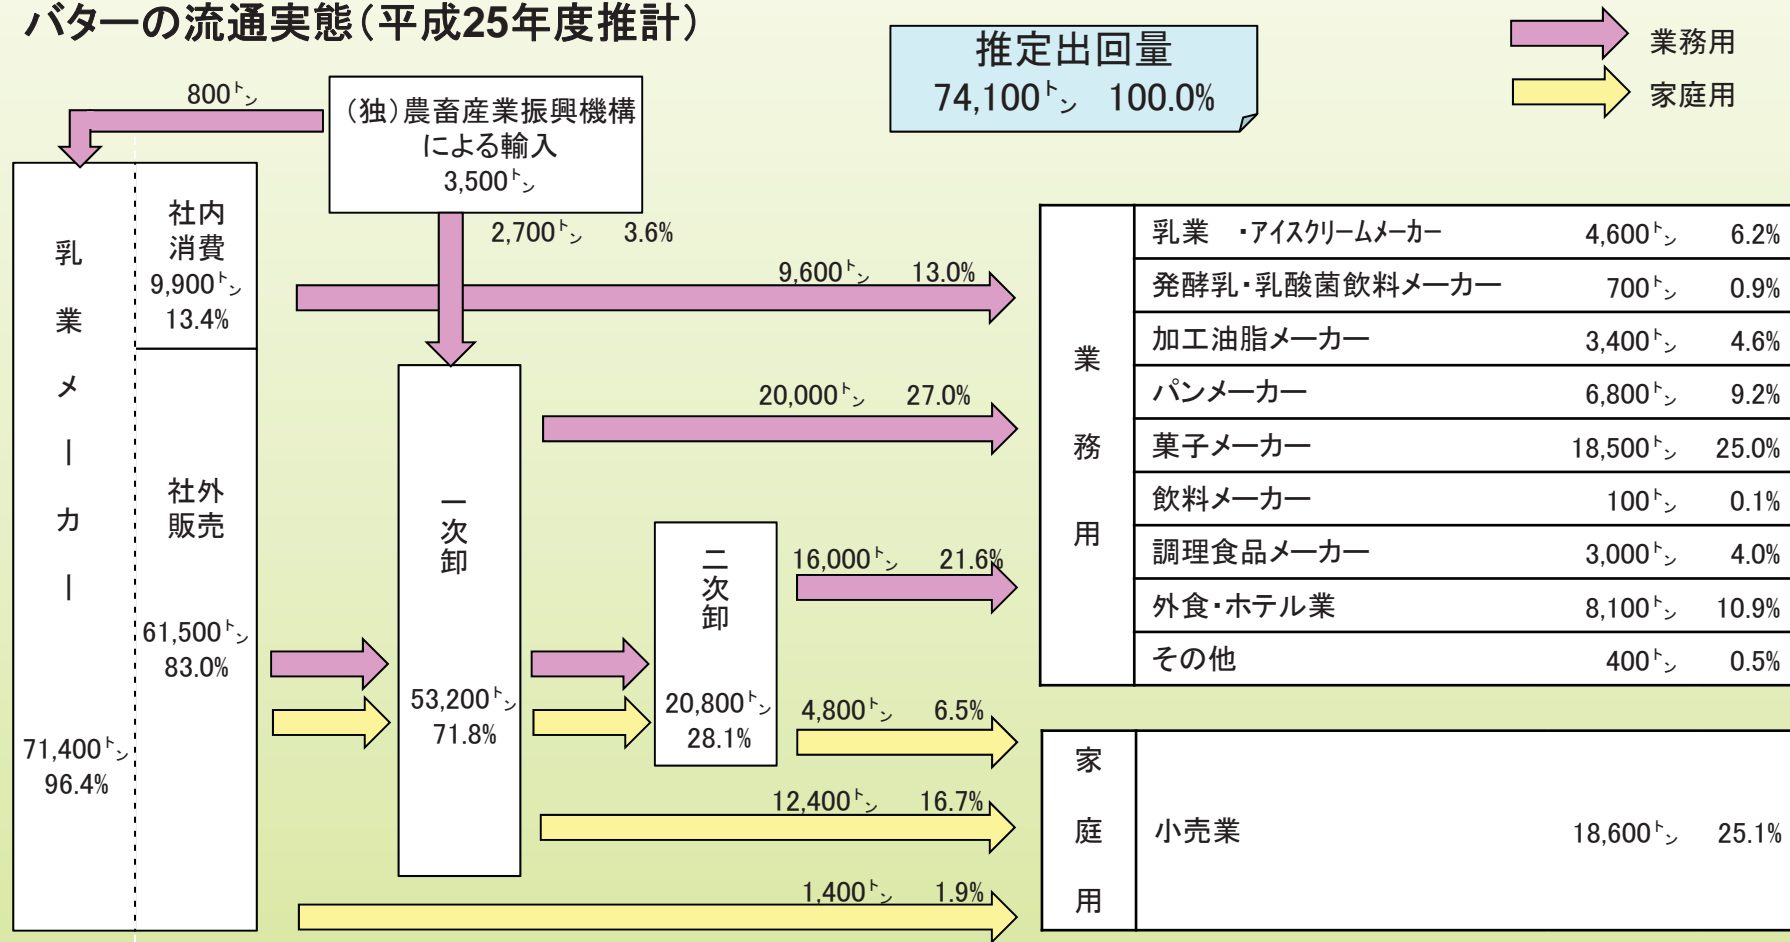 バターの流通実態（平成25年度推計）
推定出回量
74,100トン 100.0%
業務用
家庭用
800トン
（独）農畜産業振興機構
による輸入
3,500トン
2,700トン 3.6%
乳業メーカー
71,400トン
96.4%
社内
消費
9,900トン
13.4%
社外
販売
61,500トン
83.0%
9,600トン 13.0%
一次卸
53,200トン
71.8%
20,000トン 27.0%
二次卸
20,800トン
28.1%
16,000トン 21.6%
4,800トン 6.5%
12,400トン 16.7%
1,400トン 1.9%
業務用
乳業 ・アイスクリームメーカー 4,600トン 6.2%
発酵乳・乳酸菌飲料メーカー 700トン 0.9%
加工油脂メーカー 3,400トン 4.6%
パンメーカー 6,800トン 9.2%
菓子メーカー 18,500トン 25.0%
飲料メーカー 100トン 0.1%
調理食品メーカー 3,000トン 4.0%
外食・ホテル業 8,100トン 10.9%
その他 400トン 0.5%
家庭用
小売業 18,600トン 25.1%